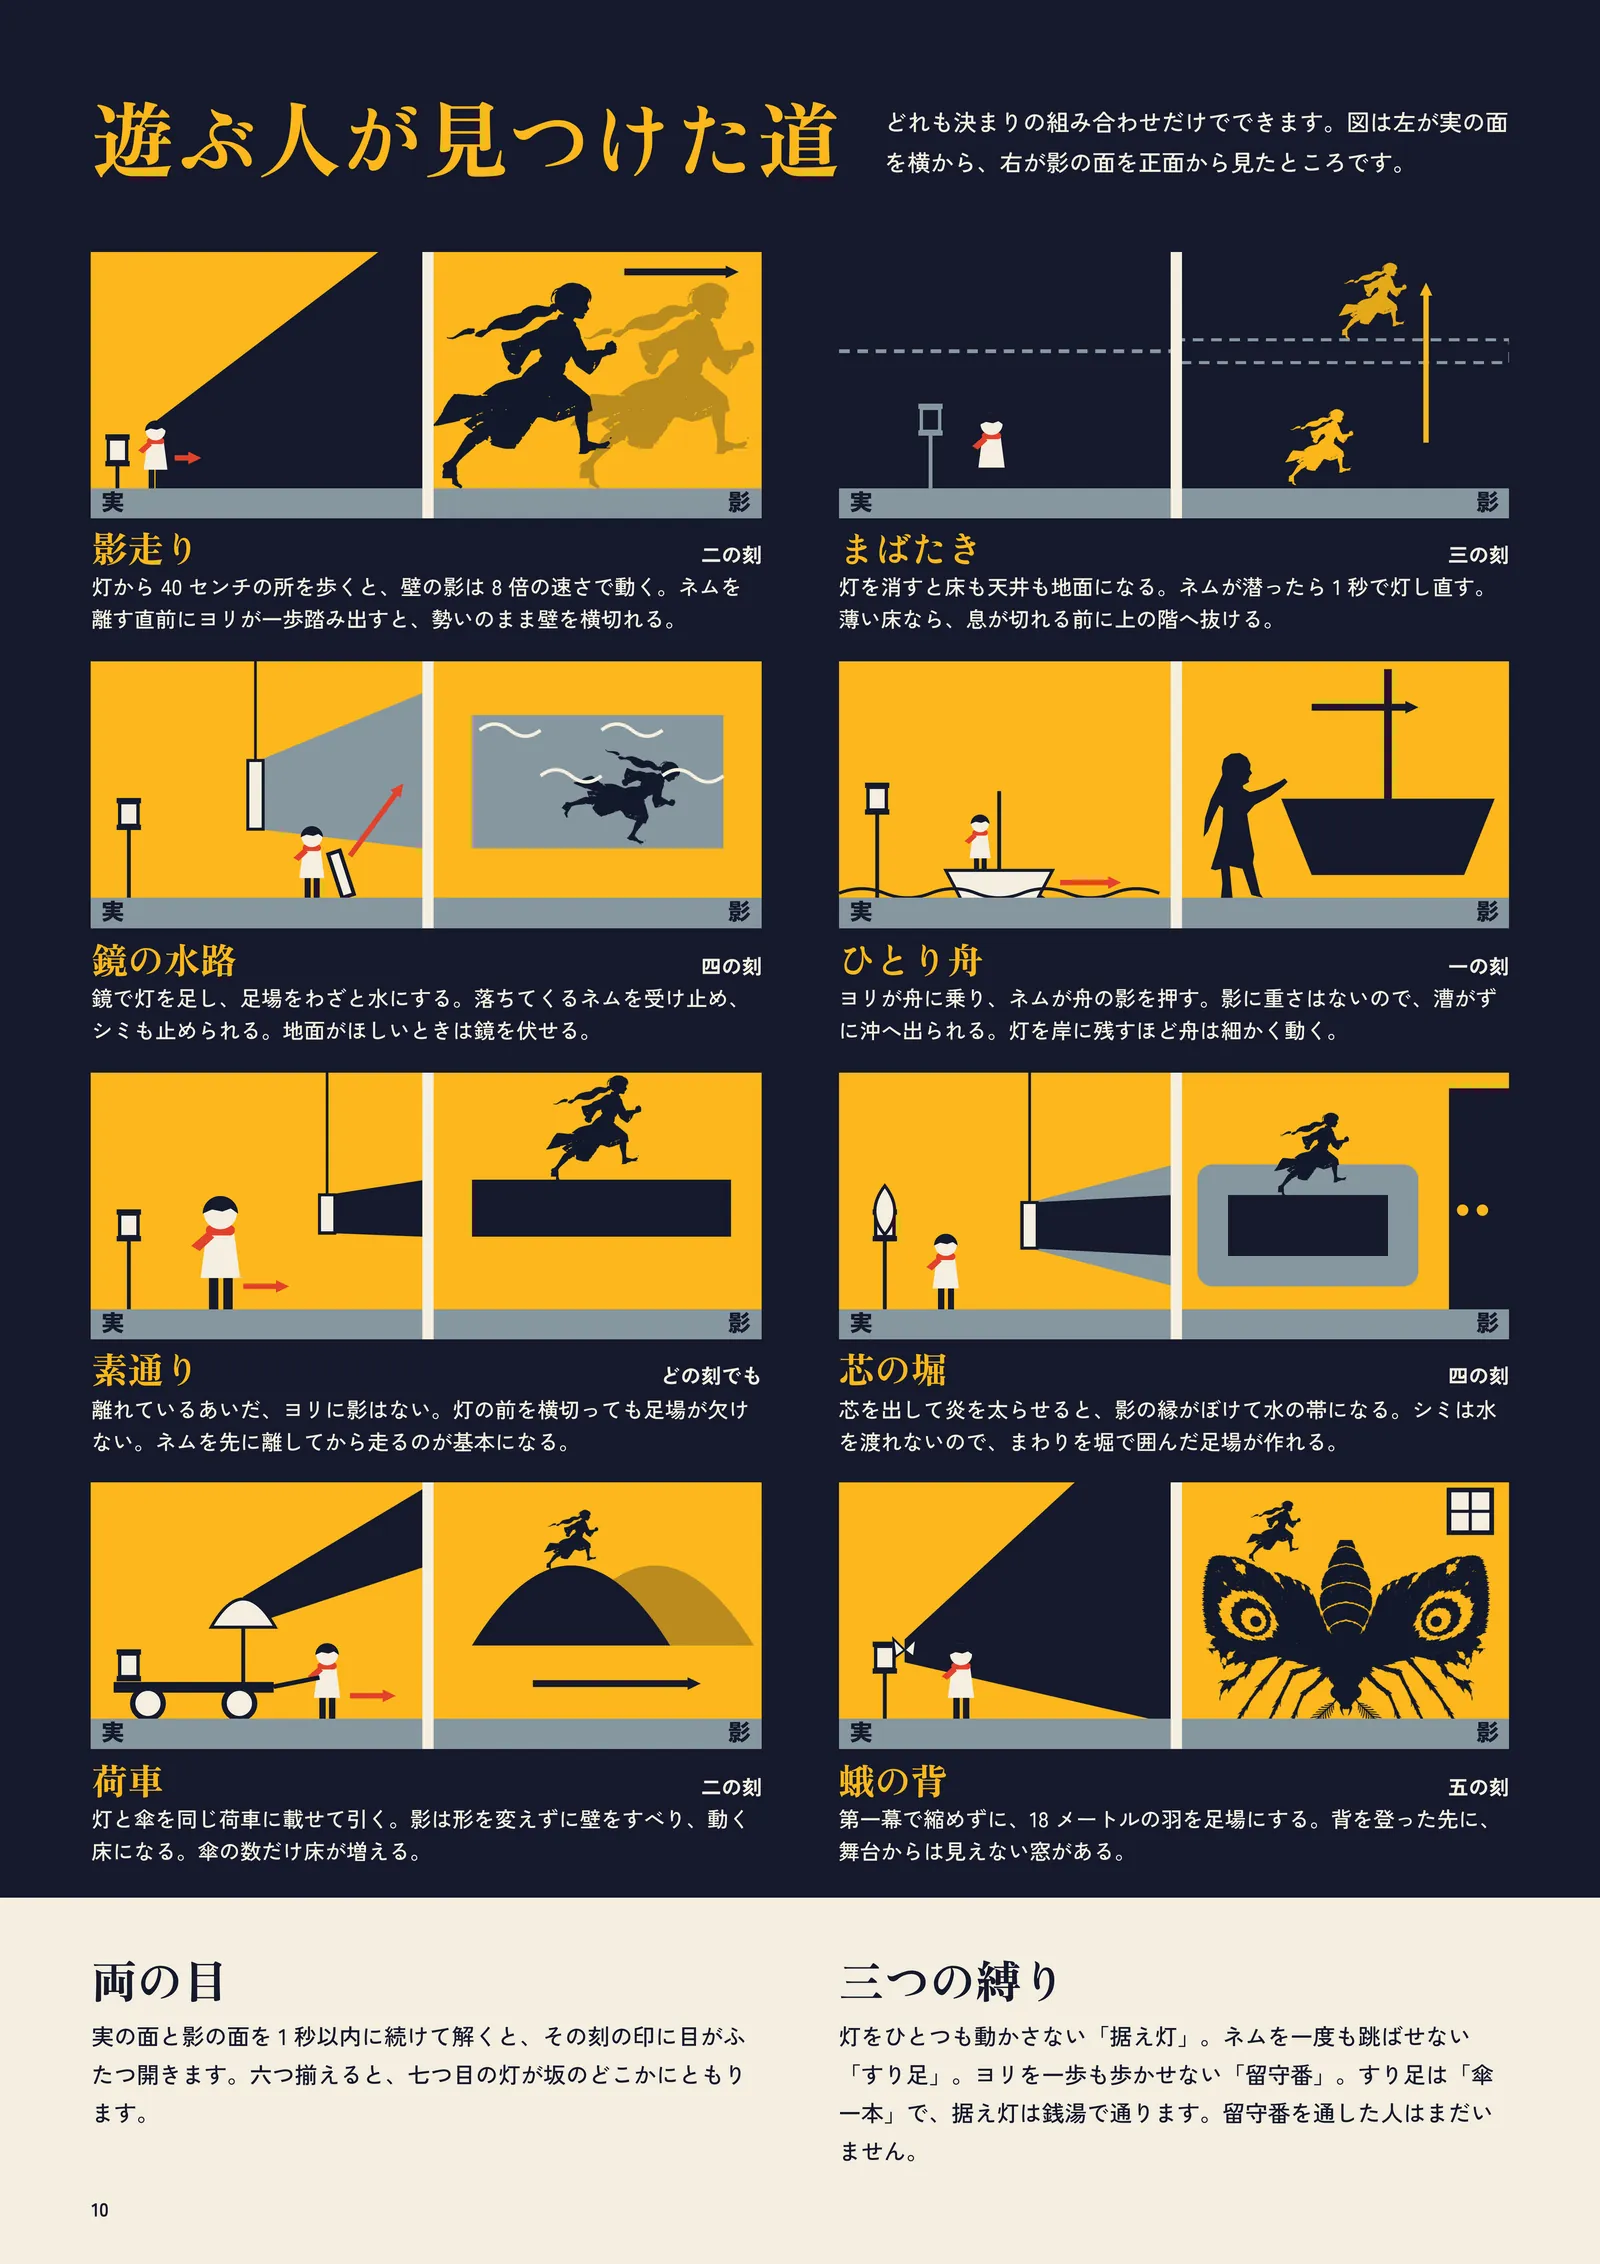 遊ぶ人が見つけた道
どれも決まりの組み合わせだけでできます。図は左が実の面
を横から、右が影の面を正面から見たところです。
実
影
影走り
二の刻
灯から 40 センチの所を歩くと、壁の影は 8 倍の速さで動く。ネムを
離す直前にヨリが一歩踏み出すと、勢いのまま壁を横切れる。
実
影
まばたき
三の刻
灯を消すと床も天井も地面になる。ネムが潜ったら 1 秒で灯し直す。
薄い床なら、息が切れる前に上の階へ抜ける。
実
影
鏡の水路
四の刻
鏡で灯を足し、足場をわざと水にする。落ちてくるネムを受け止め、
シミも止められる。地面がほしいときは鏡を伏せる。
実
影
ひとり舟
一の刻
ヨリが舟に乗り、ネムが舟の影を押す。影に重さはないので、漕がず
に沖へ出られる。灯を岸に残すほど舟は細かく動く。
実
影
素通り
どの刻でも
離れているあいだ、ヨリに影はない。灯の前を横切っても足場が欠け
ない。ネムを先に離してから走るのが基本になる。
実
影
芯の堀
四の刻
芯を出して炎を太らせると、影の縁がぼけて水の帯になる。シミは水
を渡れないので、まわりを堀で囲んだ足場が作れる。
実
影
荷車
二の刻
灯と傘を同じ荷車に載せて引く。影は形を変えずに壁をすべり、動く
床になる。傘の数だけ床が増える。
実
影
蛾の背
五の刻
第一幕で縮めずに、18 メートルの羽を足場にする。背を登った先に、
舞台からは見えない窓がある。
両の目
実の面と影の面を 1 秒以内に続けて解くと、その刻の印に目がふ
たつ開きます。六つ揃えると、七つ目の灯が坂のどこかにともり
ます。
三つの縛り
灯をひとつも動かさない「据え灯」。ネムを一度も跳ばせない
「すり足」。ヨリを一歩も歩かせない「留守番」。すり足は「傘
一本」で、据え灯は銭湯で通ります。留守番を通した人はまだい
ません。
10